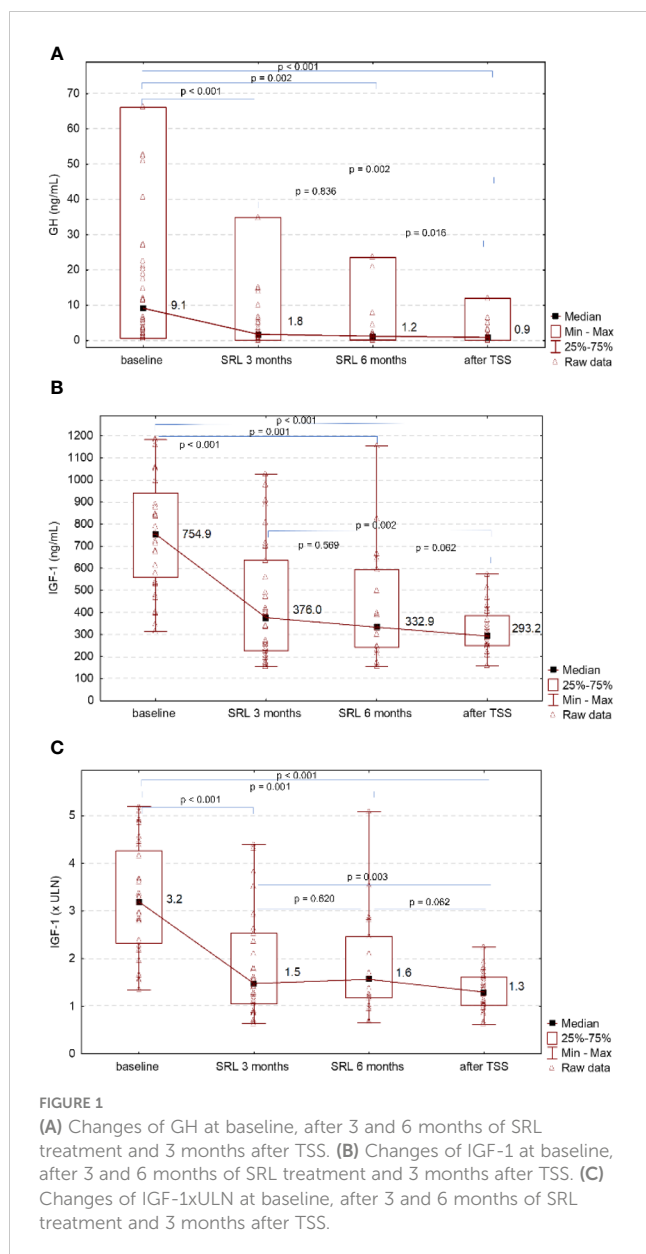 A
p < 0.001
p = 0.002
p < 0.001
70
60
50
40
30
20
10
0
GH (ng/mL)
p = 0.002
p = 0.836
p = 0.016
9.1
1.8
1.2
0.9
baseline
SRL 3 months
SRL 6 months
after TSS
Median
Min - Max
25%-75%
Raw data
B
p < 0.001
p = 0.001
p < 0.001
1200
1100
1000
900
800
700
600
500
400
300
200
100
0
IGF-1 (ng/mL)
p = 0.002
p = 0.569
p = 0.062
754.9
376.0
332.9
293.2
baseline
SRL 3 months
SRL 6 months
after TSS
Median
25%-75%
Min - Max
Raw data
C
p < 0.001
p = 0.001
p < 0.001
5
4
3
2
1
0
IGF-1 (x ULN)
p = 0.003
p = 0.620
p = 0.062
3.2
1.5
1.6
1.3
baseline
SRL 3 months
SRL 6 months
after TSS
Median
25%-75%
Min - Max
Raw data
FIGURE 1
(A) Changes of GH at baseline, after 3 and 6 months of SRL
treatment and 3 months after TSS. (B) Changes of IGF-1 at baseline,
after 3 and 6 months of SRL treatment and 3 months after TSS. (C)
Changes of IGF-1xULN at baseline, after 3 and 6 months of SRL
treatment and 3 months after TSS.